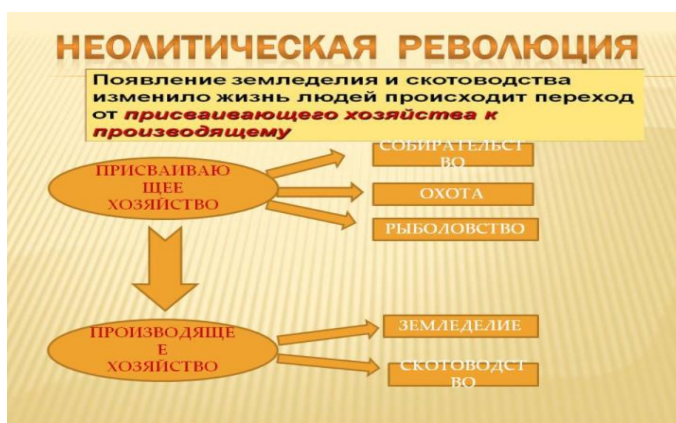 НЕОЛИТИЧЕСКАЯ РЕВОЛЮЦИЯ
Появление земледелия и скотоводства
изменило жизнь людей происходит переход
от присваивающего хозяйства к
производящему
СОБИРАТЕЛЬСТ
ВО
ПРИСВАИВАЮ
ЩЕЕ
ХОЗЯЙСТВО
ОХОТА
РЫБОЛОВСТВО
ЗЕМЛЕДЕЛИЕ
ПРОИЗВОДЯЩЕ
Е
ХОЗЯЙСТВО
СКОТОВОДСТ
ВО